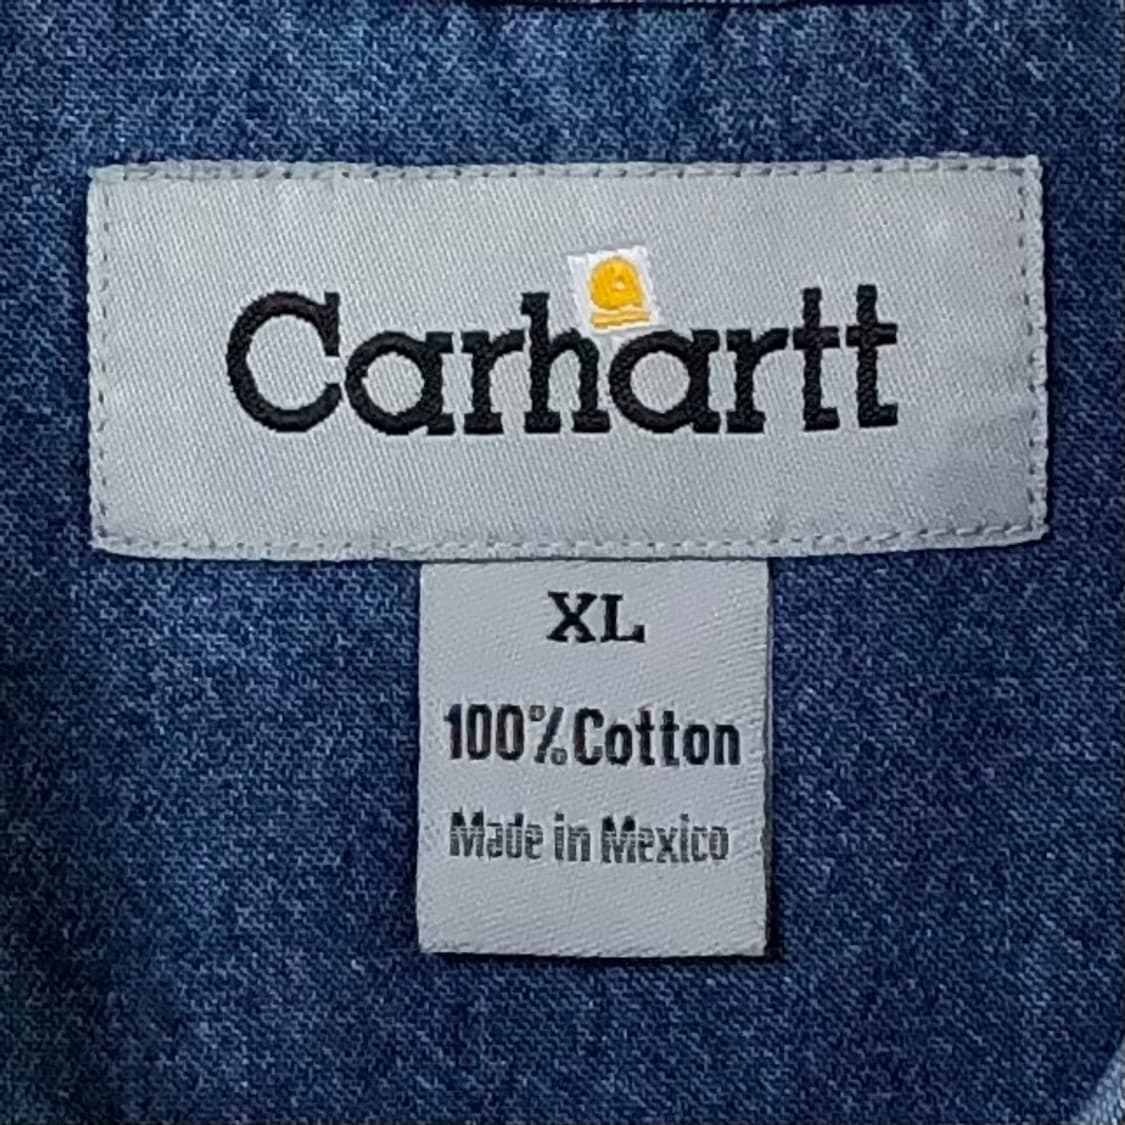 Carhartt
XL
100% Cotton
Made in Mexico